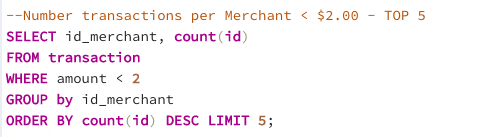 --Number transactions per Merchant < $2.00 - TOP 5
SELECT id_merchant, count(id)
FROM transaction
WHERE amount < 2
GROUP by id_merchant
ORDER BY count(id) DESC LIMIT 5;